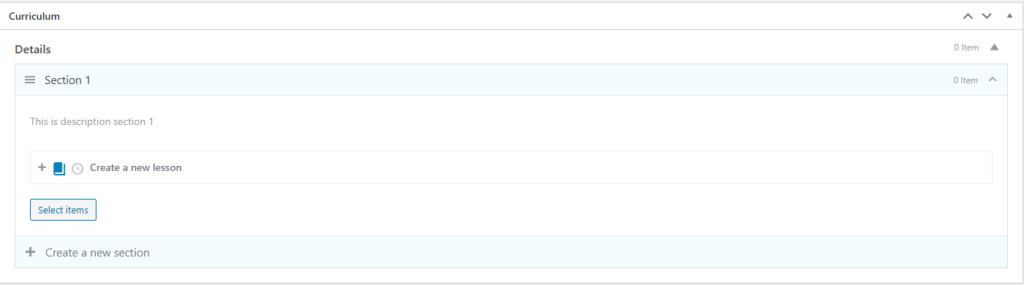 Curriculum
Details 0 Item
Section 1 0 Item
This is description section 1
Create a new lesson
Select items
Create a new section